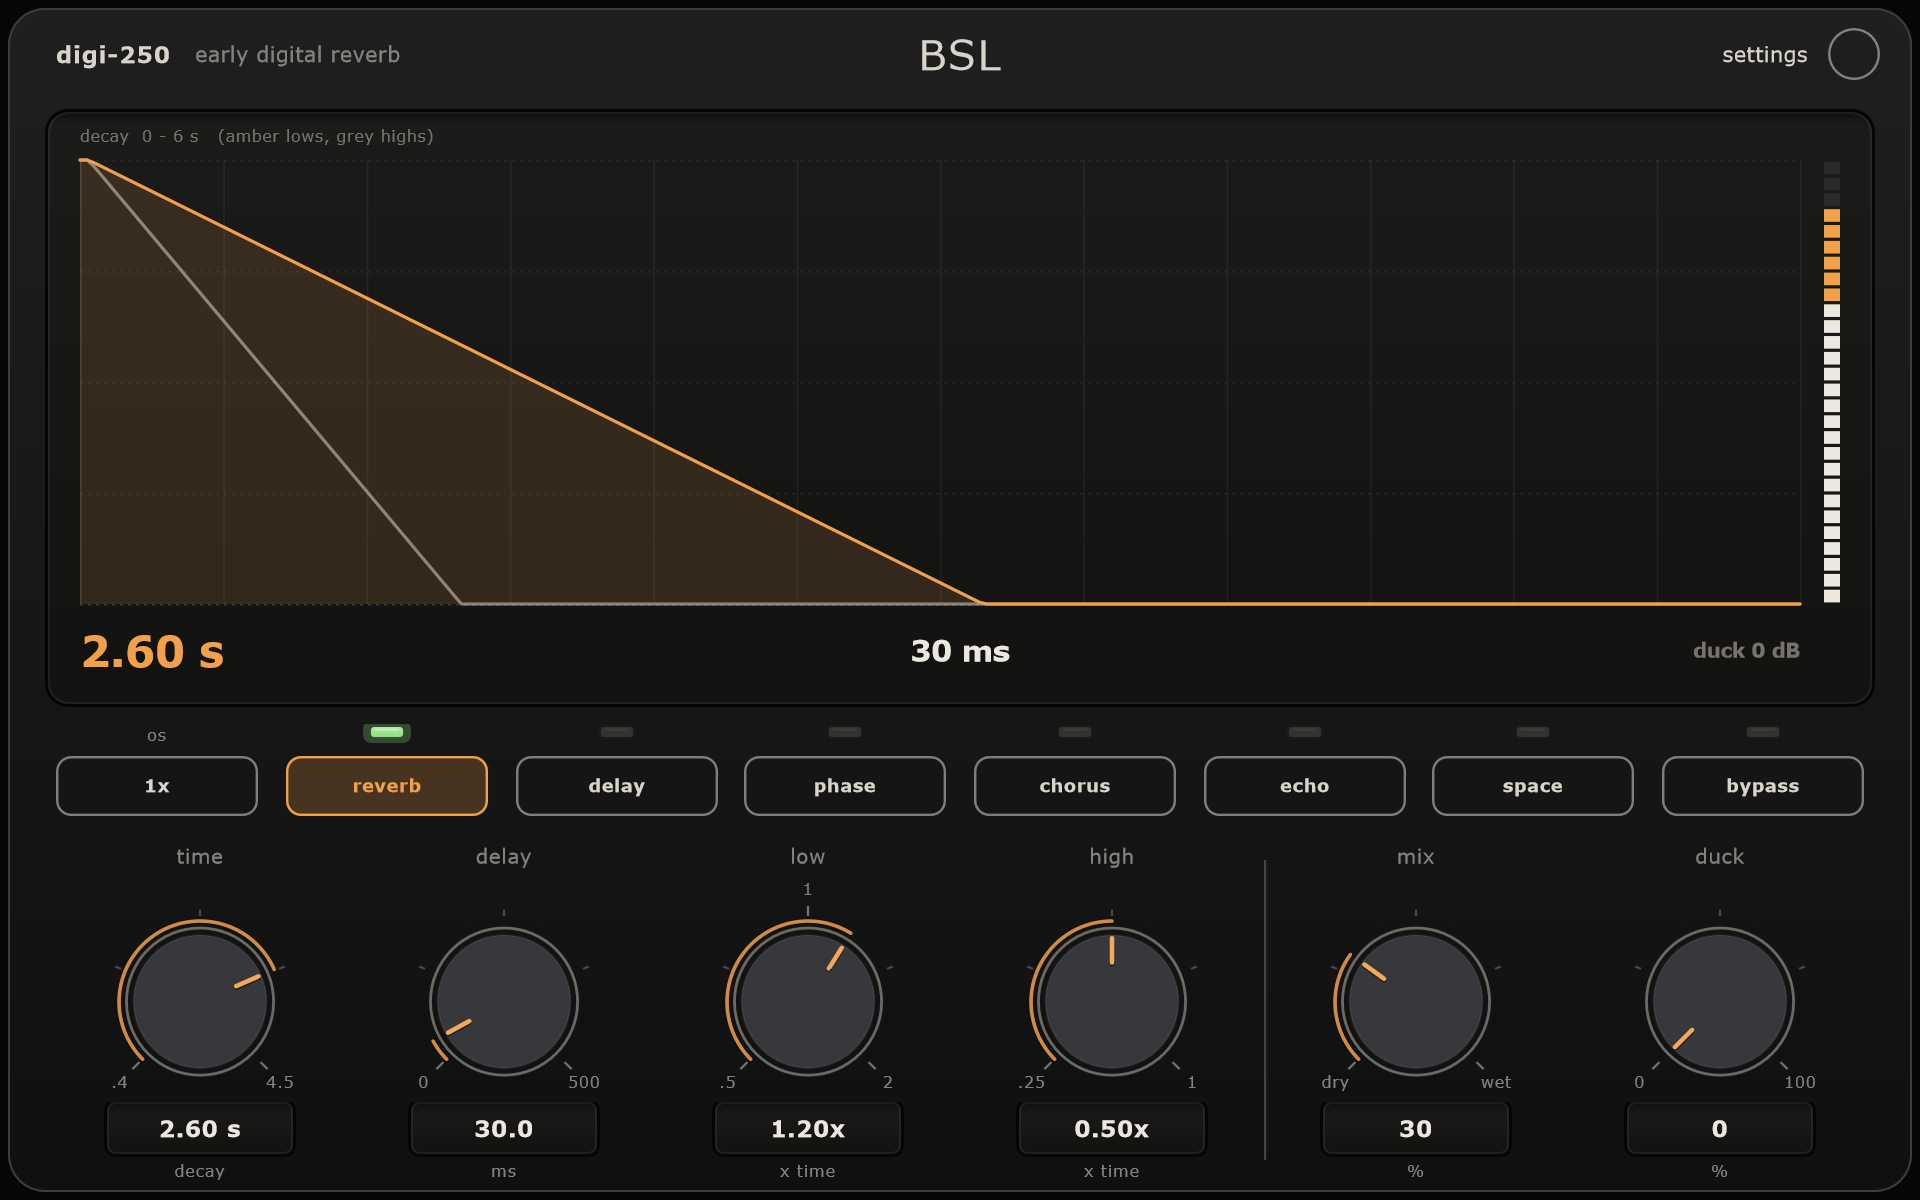 digi-250 early digital reverb BSL settings
decay 0 - 6 s (amber lows, grey highs)
2.60 s 30 ms duck 0 dB
os
1x reverb delay phase chorus echo space bypass
time delay low high mix duck
1
.4 4.5 0 500 .5 2 .25 1 dry wet 0 100
2.60 s 30.0 1.20x 0.50x 30 0
decay ms x time x time % %